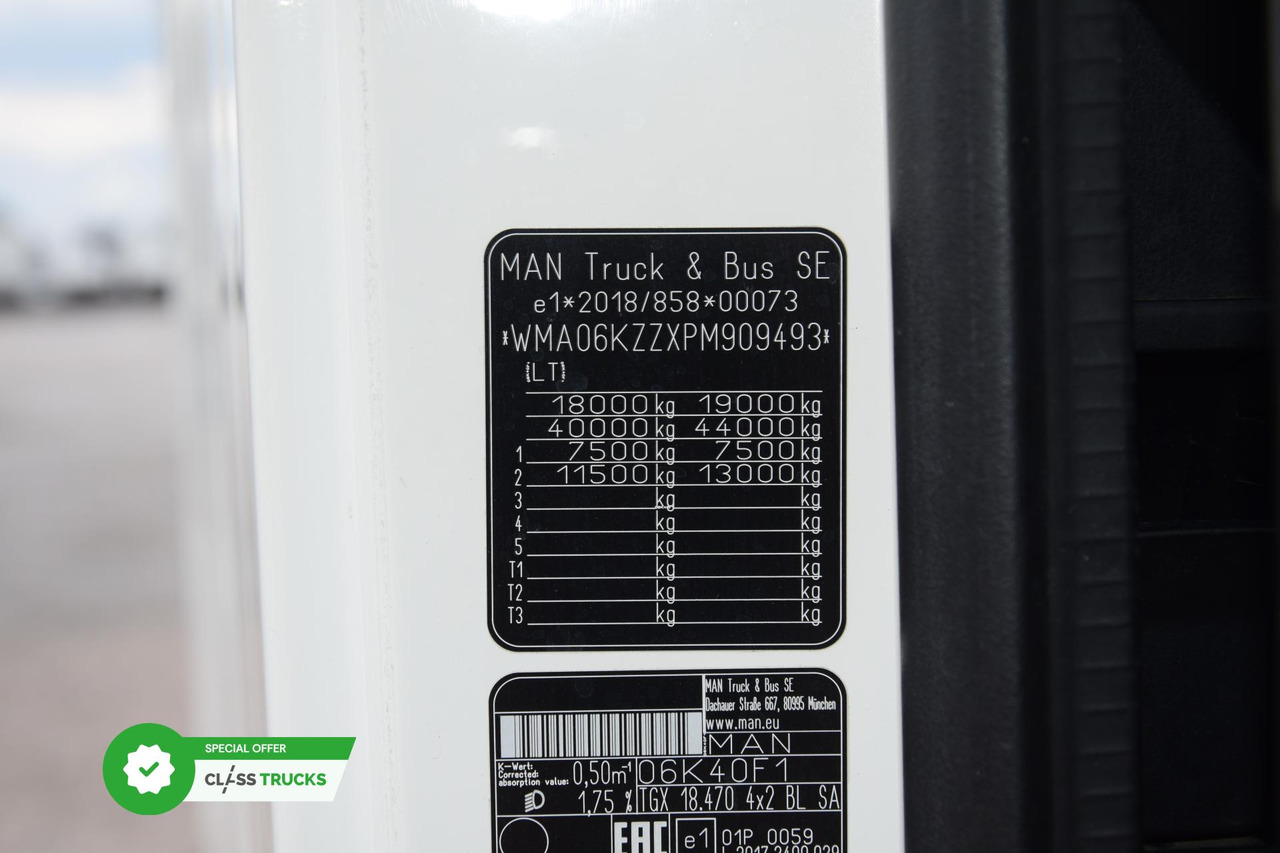 MAN Truck & Bus SE
e1*2018/858*00073
*WMA06KZZXPM909493*
LT
18000 kg 19000 kg
40000 kg 44000 kg
1 7500 kg 7500 kg
2 11500 kg 13000 kg
3 kg kg
4 kg kg
5 kg kg
T1 kg kg
T2 kg kg
T3 kg kg
MAN Truck & Bus SE
Dachauer Straße 667, 80995 München
www.man.eu
MAN
K-Wert:
Corrected
absorption value: 0,50m⁻¹ 06K40F1
1,75 % TGX 18.470 4x2 BL SA
EAC e1 01P 0059
SPECIAL OFFER
CLASS TRUCKS